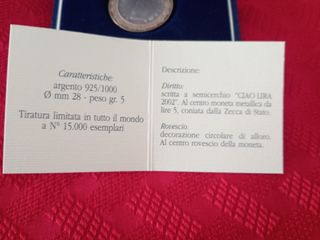 Caratteristiche:
argento 925/1000
Ø mm 28 - peso gr. 5
Tiratura limitata in tutto il mondo
a N° 15.000 esemplari
Descrizione:
Diritto:
scritta a semicerchio "CIAO LIRA
2002". Al centro moneta metallica da
lire 5, coniata dalla Zecca di Stato.
Rovescio:
decorazione circolare di alloro.
Al centro rovescio della moneta.